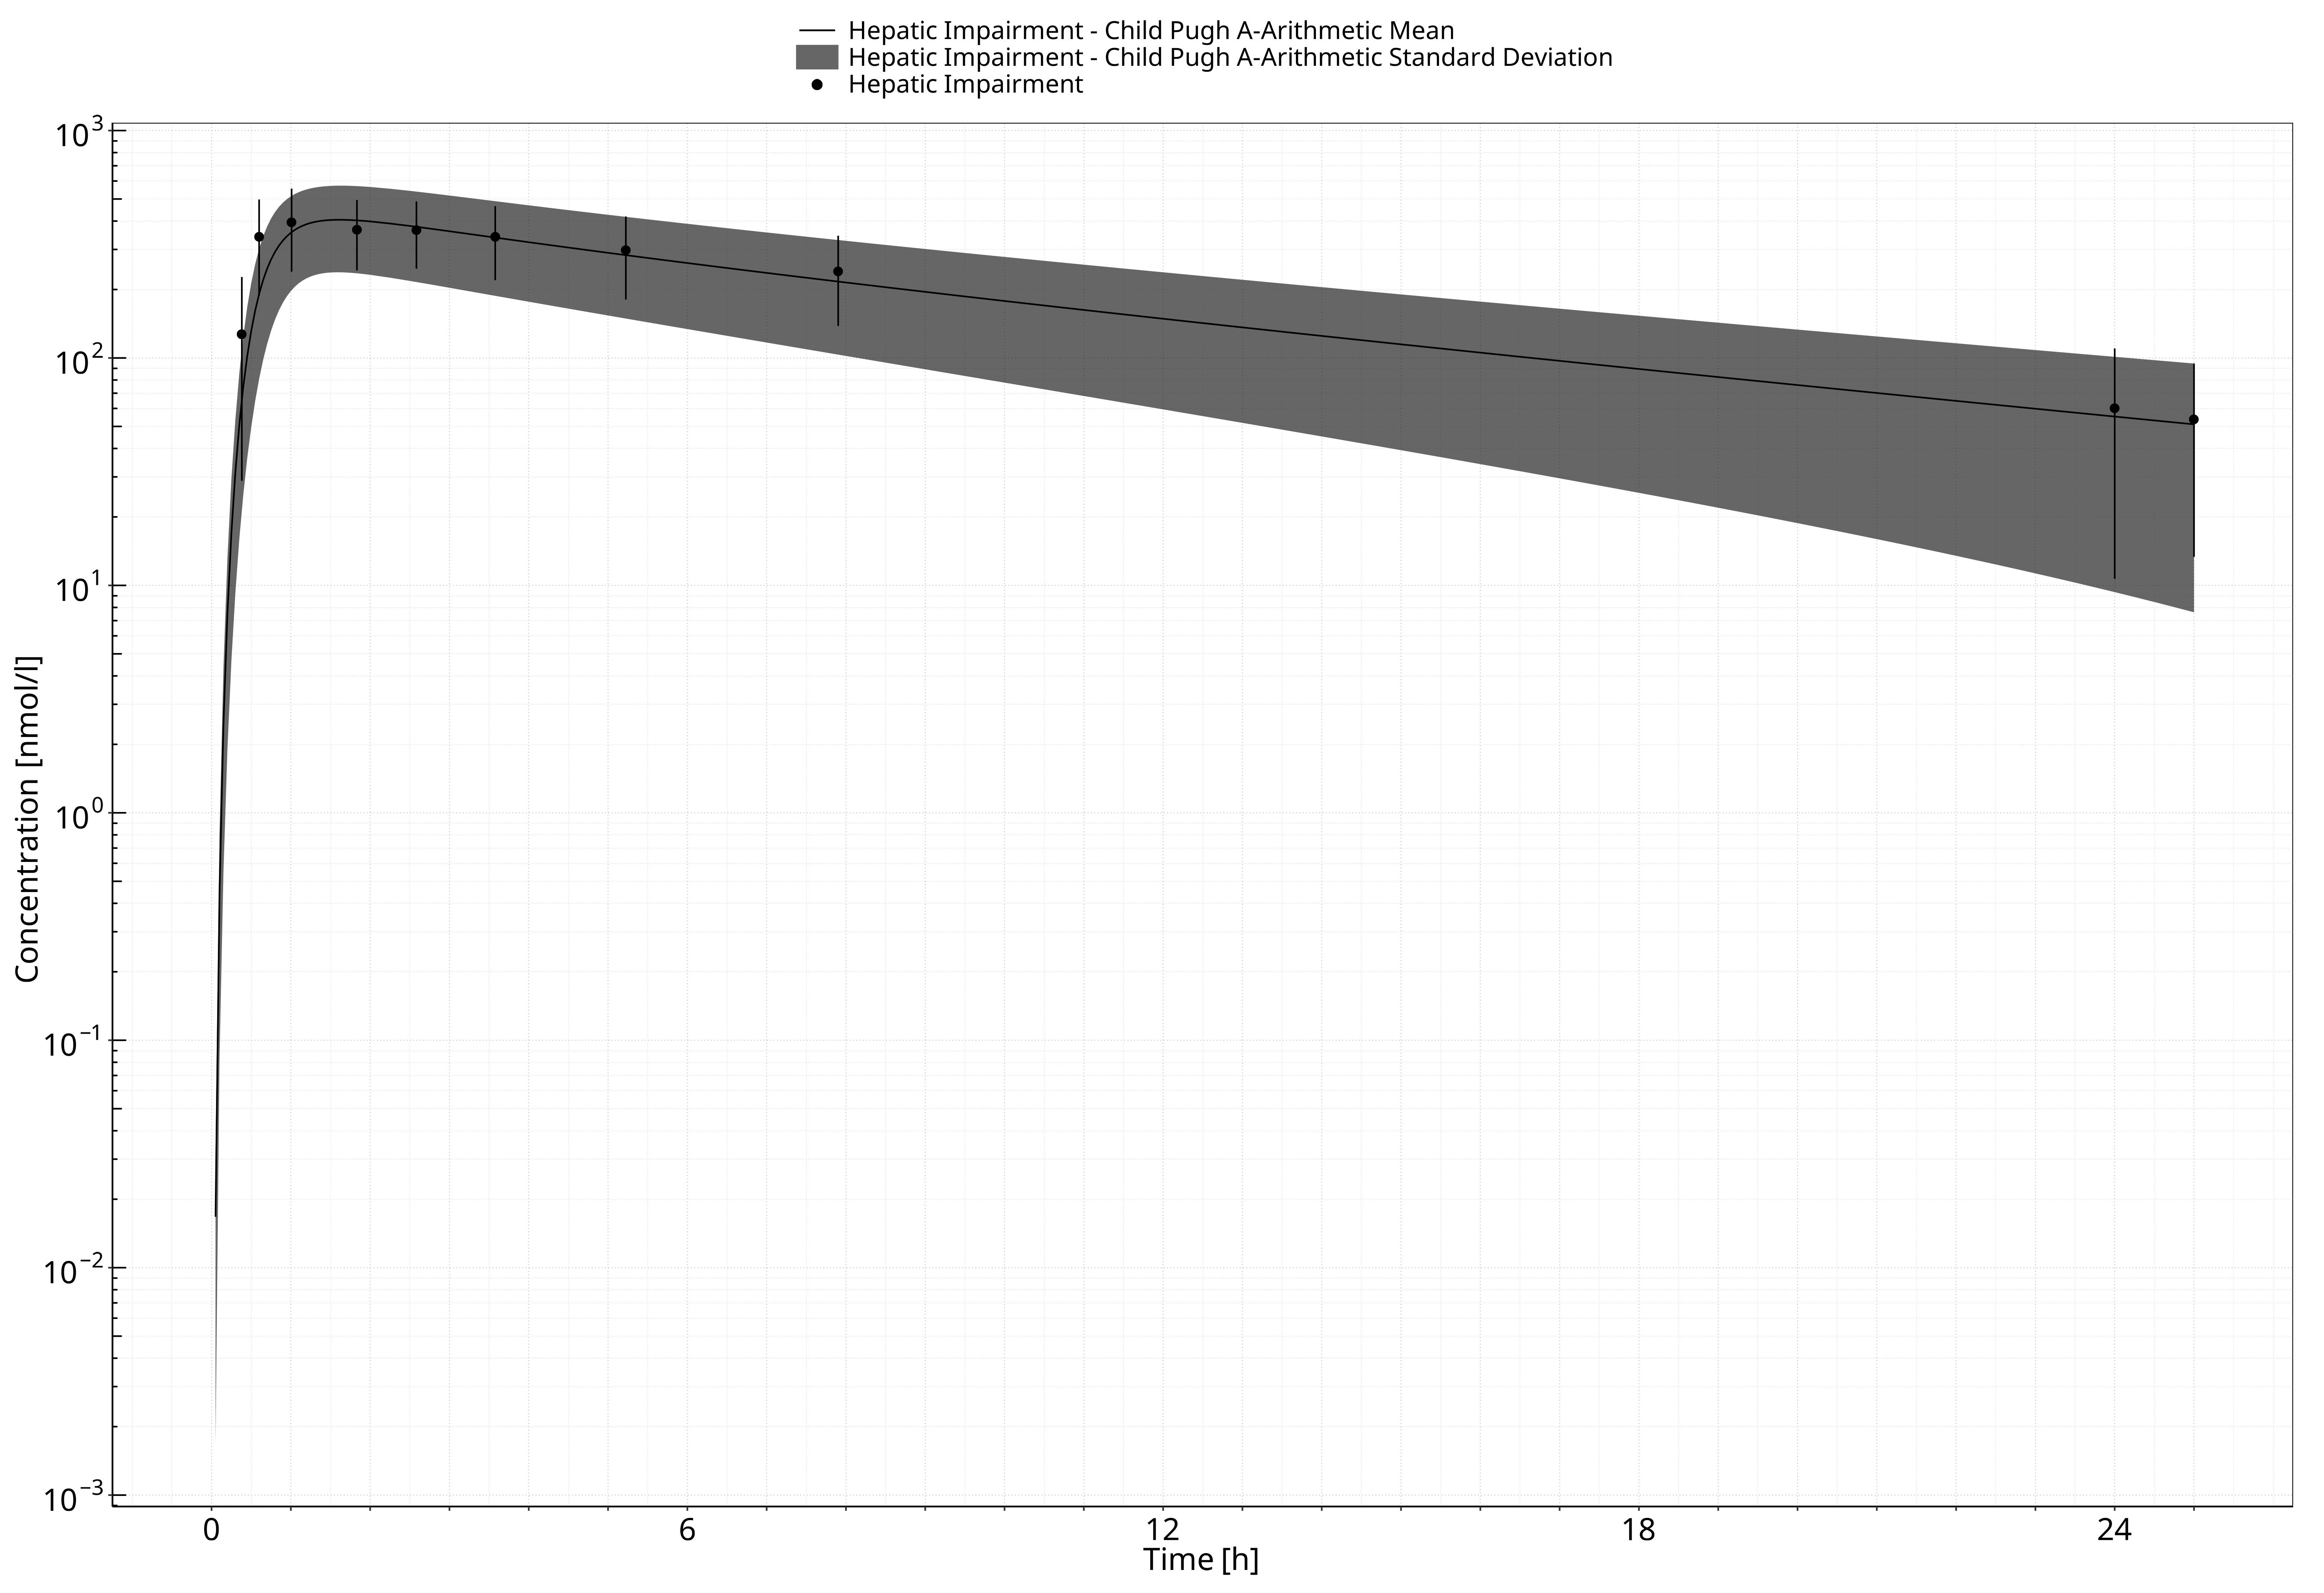 Hepatic Impairment - Child Pugh A-Arithmetic Mean
Hepatic Impairment - Child Pugh A-Arithmetic Standard Deviation
Hepatic Impairment
10³
10²
10¹
10⁰
10⁻¹
10⁻²
10⁻³
Concentration [nmol/l]
0 6 12 18 24
Time [h]